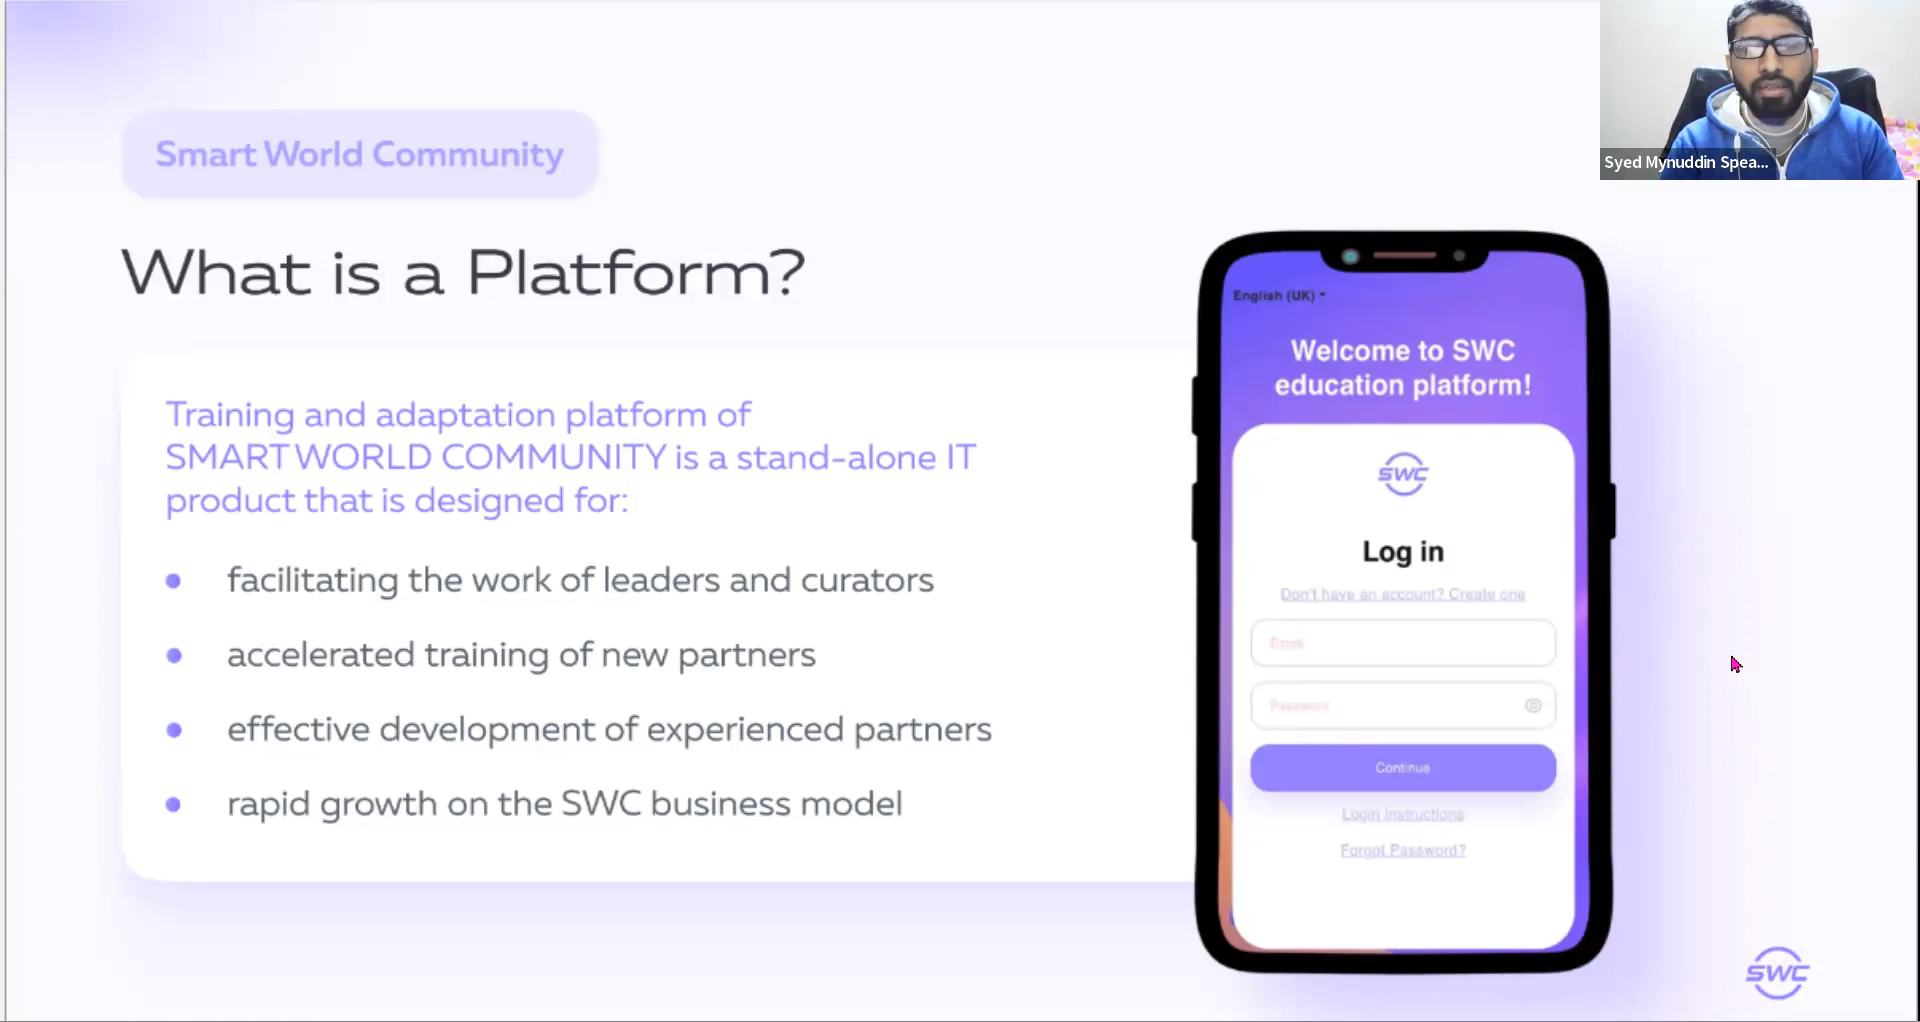 Smart World Community
Syed Mynuddin Spea...
What is a Platform?
Training and adaptation platform of
SMART WORLD COMMUNITY is a stand-alone IT
product that is designed for:
facilitating the work of leaders and curators
accelerated training of new partners
effective development of experienced partners
rapid growth on the SWC business model
English (UK)
Welcome to SWC
education platform!
SWC
Log in
Don't have an account? Create one
Email
Password
Continue
Login Instructions
Forgot Password?
SWC